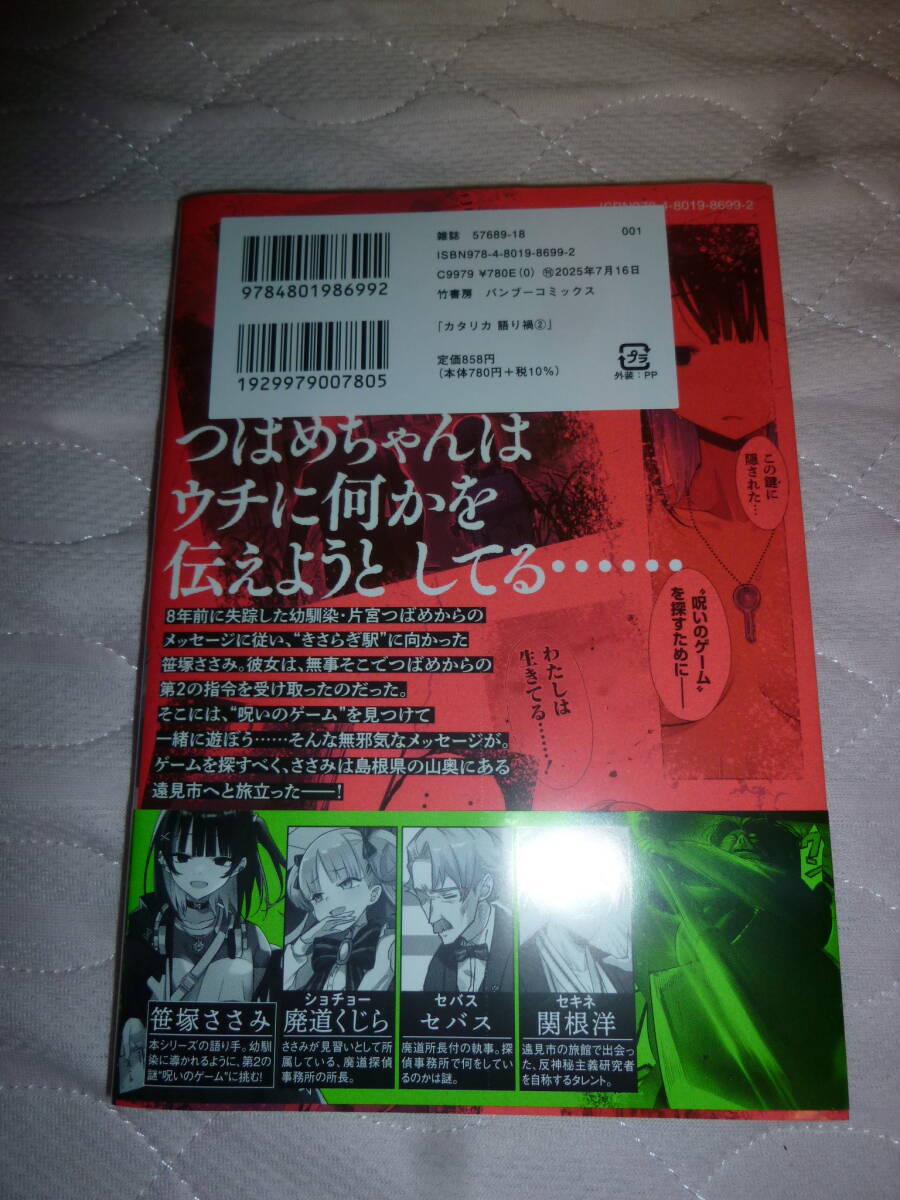 ISBN978-4-8019-8699-2
雑誌 57689-18
001
ISBN978-4-8019-8699-2
C9979 ¥780E(0) ㊕2025年7月16日
竹書房 バンブーコミックス
9784801986992
「カタリカ 語り禍②」
定価858円
(本体780円+税10%)
1929979007805
プラ
外装:PP
つばめちゃんは
ウチに何かを
伝えようと してる……
この鍵に
隠された…
“呪いのゲーム”
を探すために──
わたしは
生きてる……!
8年前に失踪した幼馴染・片宮つばめからの
メッセージに従い、“きさらぎ駅”に向かった
笹塚ささみ。彼女は、無事そこでつばめからの
第2の指令を受け取ったのだった。
そこには、“呪いのゲーム”を見つけて
一緒に遊ぼう……そんな無邪気なメッセージが。
ゲームを探すべく、ささみは島根県の山奥にある
遠見市へと旅立った──!
笹塚ささみ
本シリーズの語り手。幼馴
染に導かれるように、第2の
謎“呪いのゲーム”に挑む!
ショチョー
廃道くじら
ささみが見習いとして所
属している、廃道探偵
事務所の所長。
セバス
セバス
廃道所長付の執事。探
偵事務所で何をしてい
るのかは謎。
セキネ
関根洋
遠見市の旅館で出会っ
た、反神秘主義研究者
を自称するタレント。